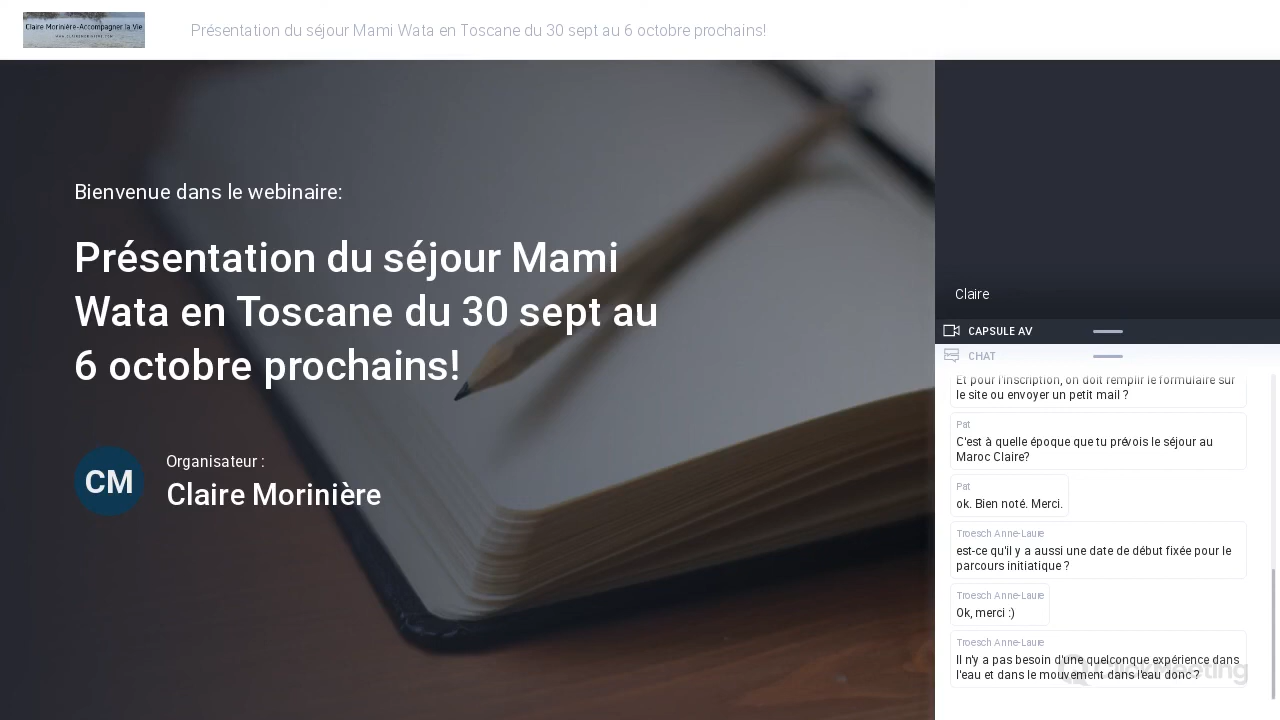 Claire Morinière-Accompagner la Vie
Présentation du séjour Mami Wata en Toscane du 30 sept au 6 octobre prochains!
Bienvenue dans le webinaire:
Présentation du séjour Mami
Wata en Toscane du 30 sept au
6 octobre prochains!
CM
Organisateur :
Claire Morinière
Claire
CAPSULE AV
CHAT
Et pour l'inscription, on doit remplir le formulaire sur
le site ou envoyer un petit mail ?
Pat
C'est à quelle époque que tu prévois le séjour au
Maroc Claire?
Pat
ok. Bien noté. Merci.
Troesch Anne-Laure
est-ce qu'il y a aussi une date de début fixée pour le
parcours initiatique ?
Troesch Anne-Laure
Ok, merci :)
Troesch Anne-Laure
Il n'y a pas besoin d'une quelconque expérience dans
l'eau et dans le mouvement dans l'eau donc ?